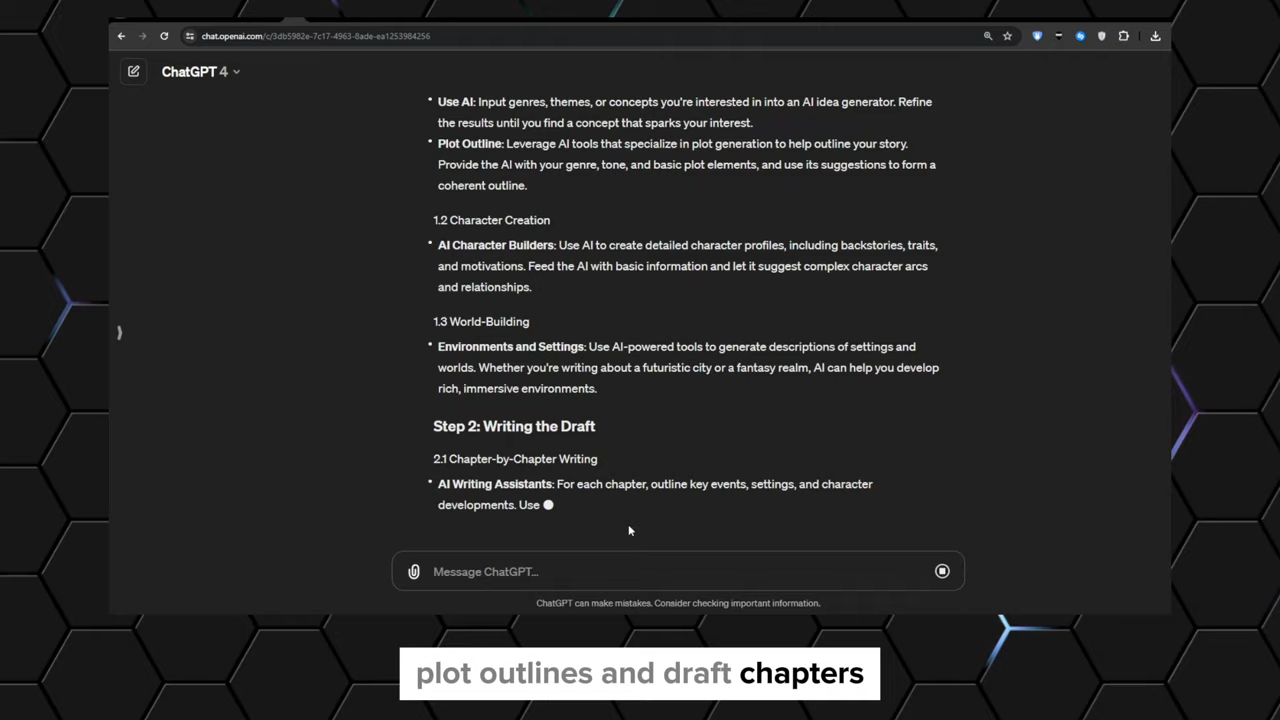 chat.openai.com/c/3db5982e-7c17-4963-8ade-ea1253984256
ChatGPT 4
• Use AI: Input genres, themes, or concepts you're interested in into an AI idea generator. Refine
the results until you find a concept that sparks your interest.
• Plot Outline: Leverage AI tools that specialize in plot generation to help outline your story.
Provide the AI with your genre, tone, and basic plot elements, and use its suggestions to form a
coherent outline.
1.2 Character Creation
• AI Character Builders: Use AI to create detailed character profiles, including backstories, traits,
and motivations. Feed the AI with basic information and let it suggest complex character arcs
and relationships.
1.3 World-Building
• Environments and Settings: Use AI-powered tools to generate descriptions of settings and
worlds. Whether you're writing about a futuristic city or a fantasy realm, AI can help you develop
rich, immersive environments.
Step 2: Writing the Draft
2.1 Chapter-by-Chapter Writing
• AI Writing Assistants: For each chapter, outline key events, settings, and character
developments. Use
Message ChatGPT...
ChatGPT can make mistakes. Consider checking important information.
plot outlines and draft chapters